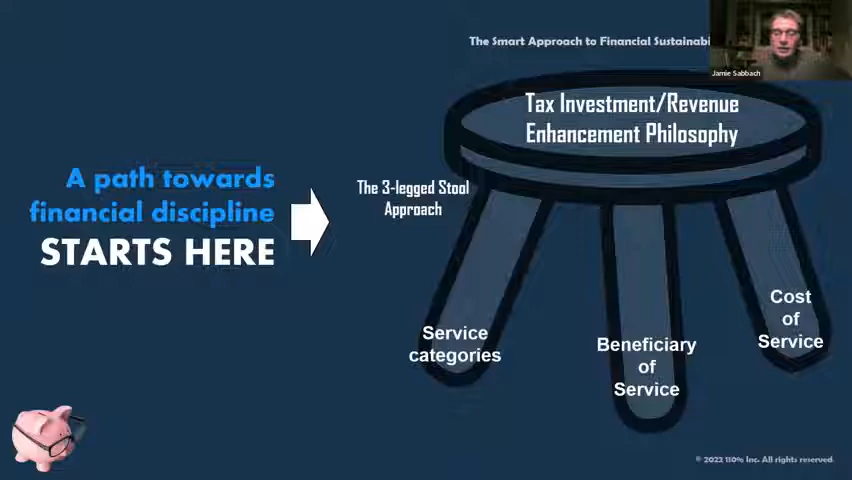 The Smart Approach to Financial
Jamie Sabbach
Tax Investment/Revenue
Enhancement Philosophy
A path towards
financial discipline
STARTS HERE
The 3-legged Stool
Approach
Service
categories
Beneficiary
of
Service
Cost
of
Service
© 2022 110% Inc. All rights reserved.